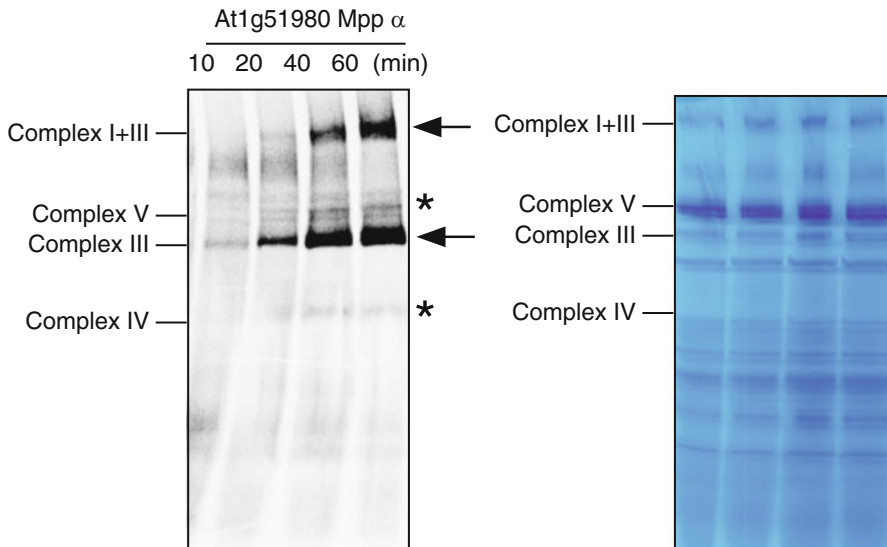 At1g51980 Mpp α
10 20 40 60 (min)
Complex I+III
Complex V
*
Complex III
*
Complex IV
Complex I+III
Complex V
Complex III
Complex IV